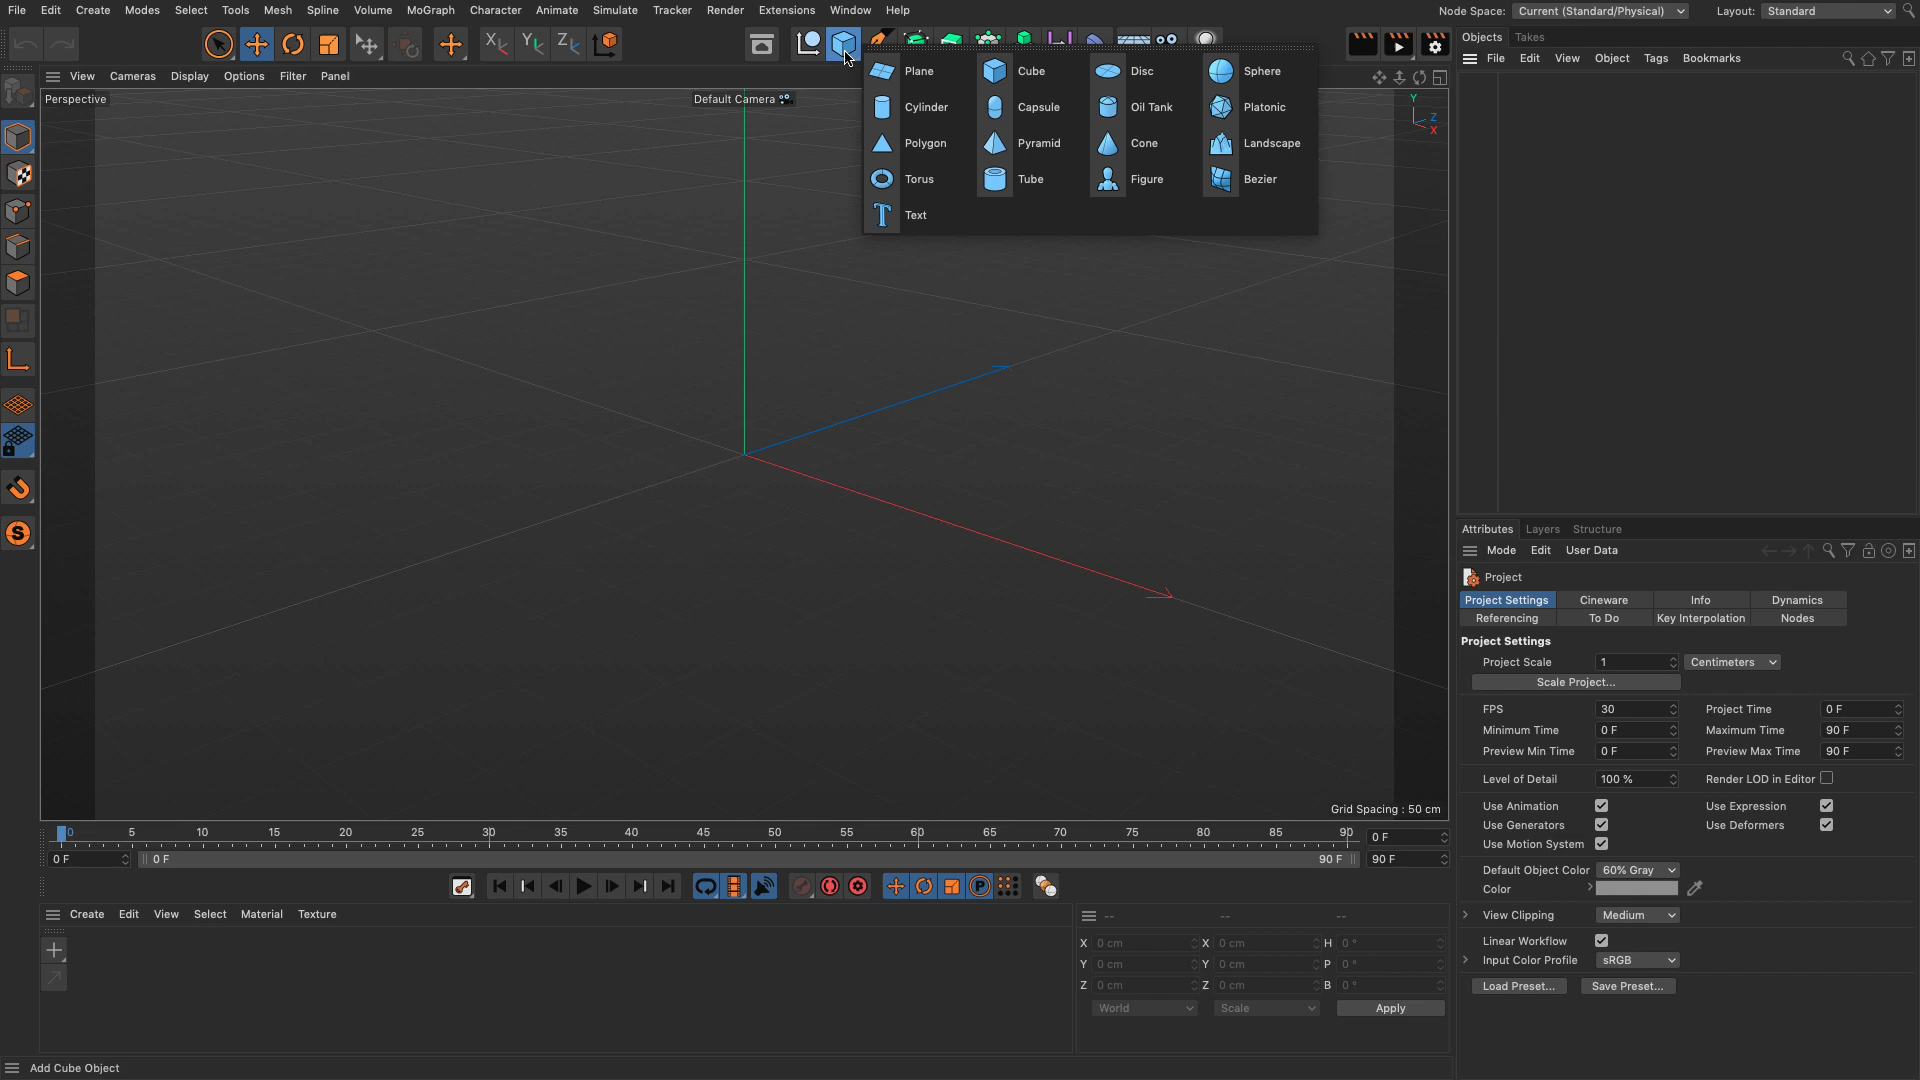 File Edit Create Modes Select Tools Mesh Spline Volume MoGraph Character Animate Simulate Tracker Render Extensions Window Help
Node Space: Current (Standard/Physical) Layout: Standard
X Y Z
Objects Takes
File Edit View Object Tags Bookmarks
View Cameras Display Options Filter Panel
Perspective
Default Camera
Plane Cube Disc Sphere
Cylinder Capsule Oil Tank Platonic
Polygon Pyramid Cone Landscape
Torus Tube Figure Bezier
Text
Y
Z
X
S
Grid Spacing : 50 cm
Attributes Layers Structure
Mode Edit User Data
Project
Project Settings Cineware Info Dynamics
Referencing To Do Key Interpolation Nodes
Project Settings
Project Scale 1 Centimeters
Scale Project...
FPS 30 Project Time 0 F
Minimum Time 0 F Maximum Time 90 F
Preview Min Time 0 F Preview Max Time 90 F
Level of Detail 100 % Render LOD in Editor
Use Animation Use Expression
Use Generators Use Deformers
Use Motion System
Default Object Color 60% Gray
Color
View Clipping Medium
Linear Workflow
Input Color Profile sRGB
Load Preset... Save Preset...
0 5 10 15 20 25 30 35 40 45 50 55 60 65 70 75 80 85 90 0 F
0 F 0 F 90 F 90 F
P
Create Edit View Select Material Texture
-- -- --
X 0 cm X 0 cm H 0 °
Y 0 cm Y 0 cm P 0 °
Z 0 cm Z 0 cm B 0 °
World Scale Apply
Add Cube Object